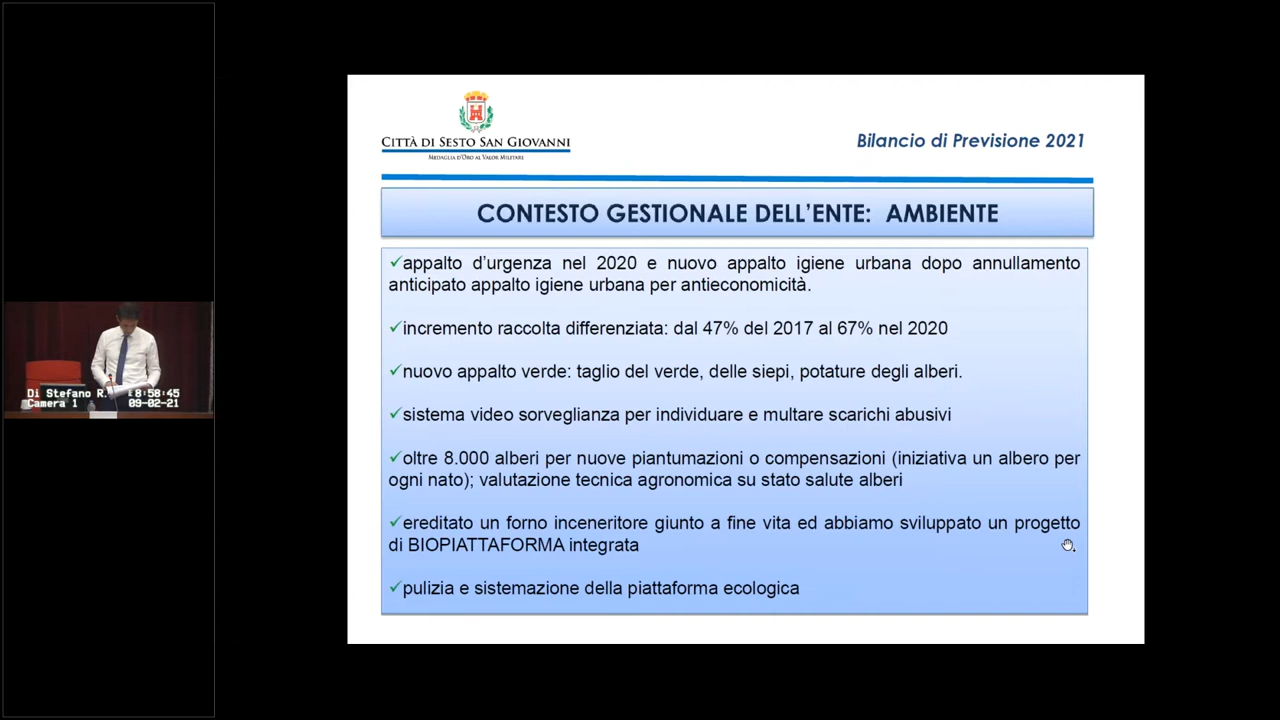 CITTÀ DI SESTO SAN GIOVANNI
MEDAGLIA D'ORO AL VALOR MILITARE
Bilancio di Previsione 2021
CONTESTO GESTIONALE DELL'ENTE: AMBIENTE
✓appalto d'urgenza nel 2020 e nuovo appalto igiene urbana dopo annullamento
anticipato appalto igiene urbana per antieconomicità.
✓incremento raccolta differenziata: dal 47% del 2017 al 67% nel 2020
✓nuovo appalto verde: taglio del verde, delle siepi, potature degli alberi.
✓sistema video sorveglianza per individuare e multare scarichi abusivi
✓oltre 8.000 alberi per nuove piantumazioni o compensazioni (iniziativa un albero per
ogni nato); valutazione tecnica agronomica su stato salute alberi
✓ereditato un forno inceneritore giunto a fine vita ed abbiamo sviluppato un progetto
di BIOPIATTAFORMA integrata
✓pulizia e sistemazione della piattaforma ecologica
Di Stefano R. 8:58:45
Camera 1 09-02-21